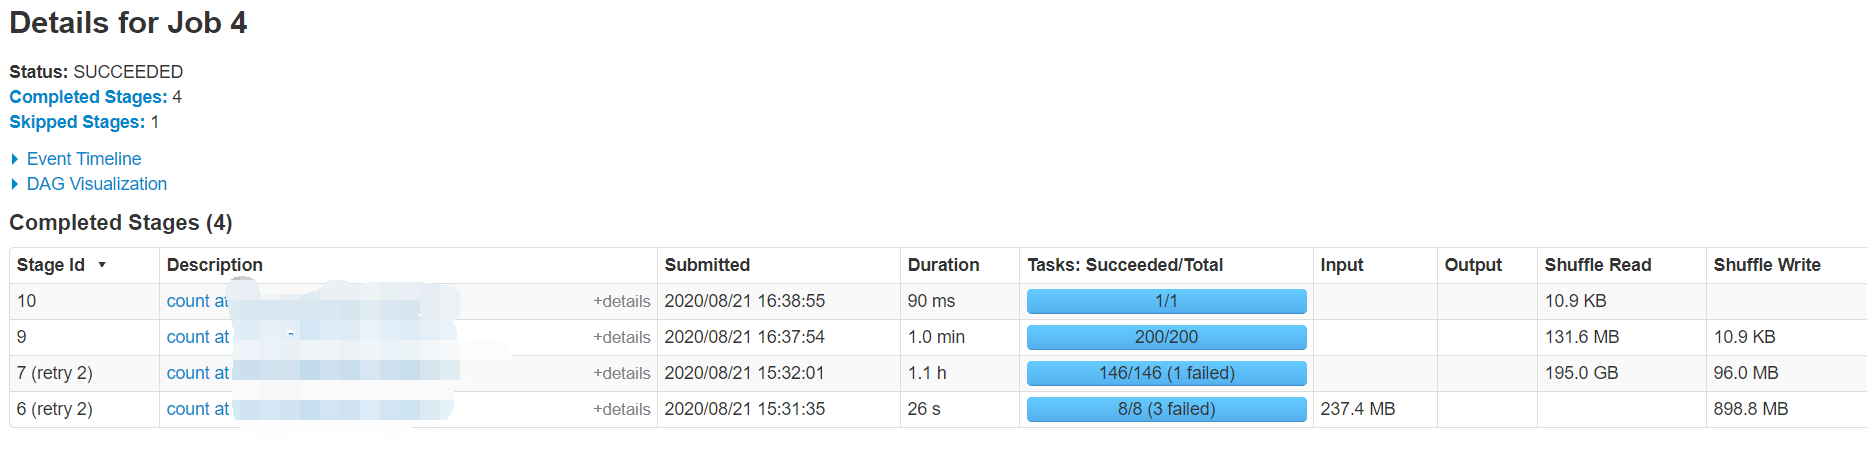 Details for Job 4
Status: SUCCEEDED
Completed Stages: 4
Skipped Stages: 1
Event Timeline
DAG Visualization
Completed Stages (4)
Stage Id Description Submitted Duration Tasks: Succeeded/Total Input Output Shuffle Read Shuffle Write
10 count at +details 2020/08/21 16:38:55 90 ms 1/1 10.9 KB
9 count at +details 2020/08/21 16:37:54 1.0 min 200/200 131.6 MB 10.9 KB
7 (retry 2) count at +details 2020/08/21 15:32:01 1.1 h 146/146 (1 failed) 195.0 GB 96.0 MB
6 (retry 2) count at +details 2020/08/21 15:31:35 26 s 8/8 (3 failed) 237.4 MB 898.8 MB